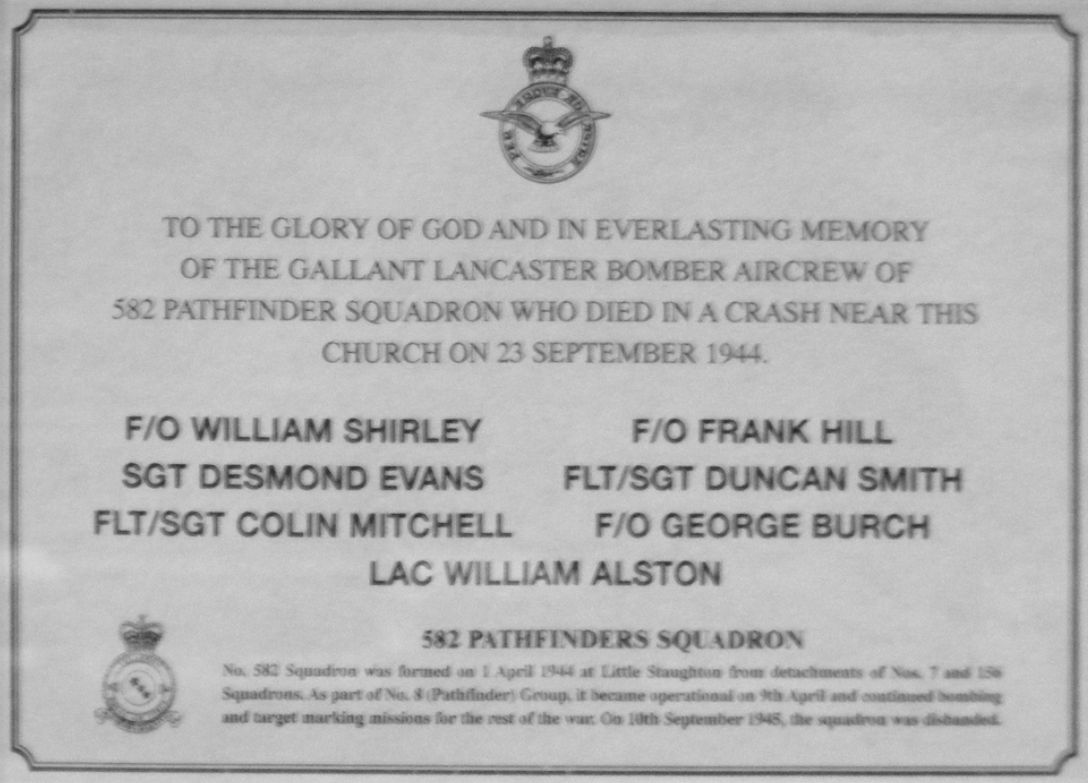 TO THE GLORY OF GOD AND IN EVERLASTING MEMORY
OF THE GALLANT LANCASTER BOMBER AIRCREW OF
582 PATHFINDER SQUADRON WHO DIED IN A CRASH NEAR THIS
CHURCH ON 23 SEPTEMBER 1944.
F/O WILLIAM SHIRLEY F/O FRANK HILL
SGT DESMOND EVANS FLT/SGT DUNCAN SMITH
FLT/SGT COLIN MITCHELL F/O GEORGE BURCH
LAC WILLIAM ALSTON
582 PATHFINDERS SQUADRON
No. 582 Squadron was formed on 1 April 1944 at Little Staughton from detachments of Nos. 7 and 156
Squadrons. As part of No. 8 (Pathfinder) Group, it became operational on 9th April and continued bombing
and target marking missions for the rest of the war. On 10th September 1945, the squadron was disbanded.